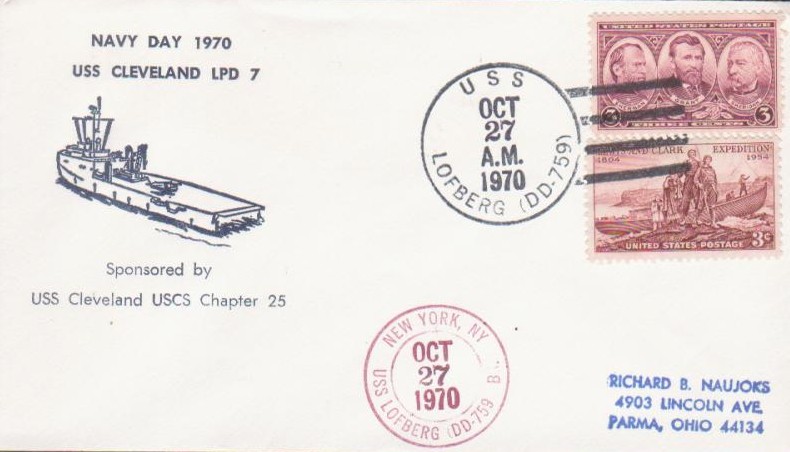 NAVY DAY 1970
USS CLEVELAND LPD 7
Sponsored by
USS Cleveland USCS Chapter 25
USS
OCT
27
A.M.
1970
LOFBERG (DD-759)
UNITED STATES POSTAGE
3 3
THREE CENTS
AND CLARK EXPEDITION
1804 1954
UNITED STATES POSTAGE 3¢
NEW YORK, NY
OCT
27
1970
USS LOFBERG (DD-759
RICHARD B. NAUJOKS
4903 LINCOLN AVE.
PARMA, OHIO 44134